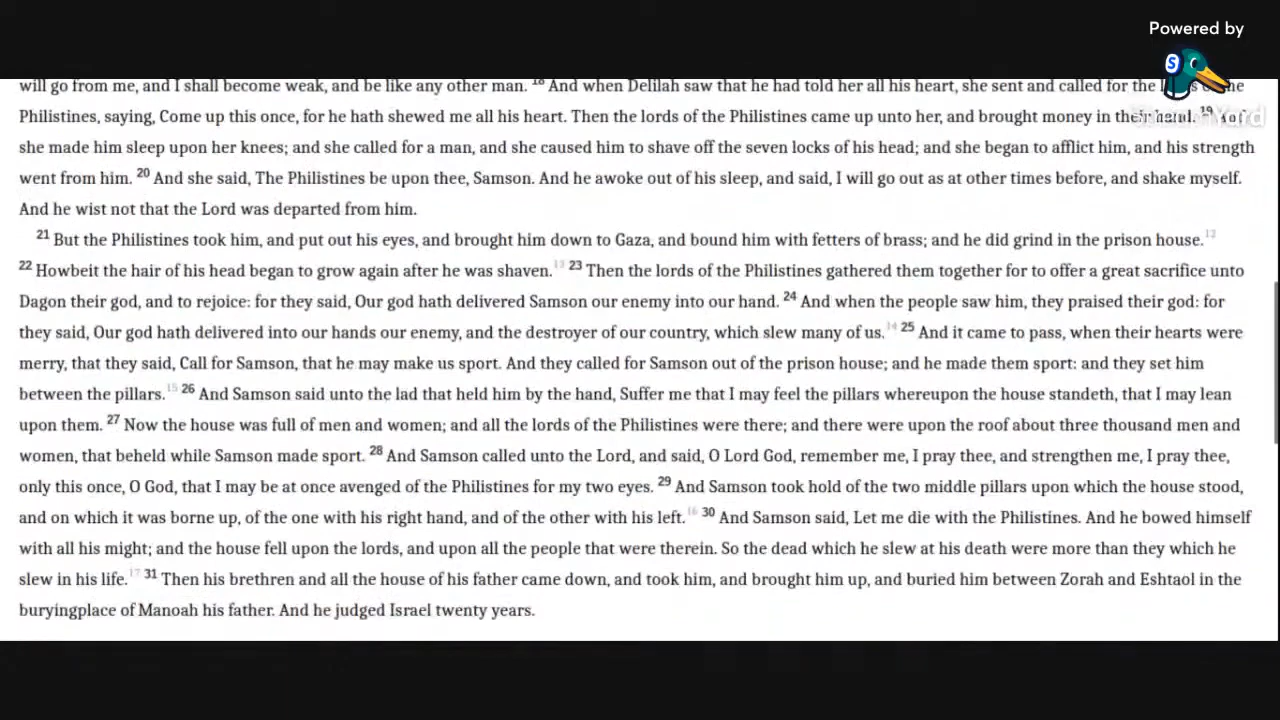 Powered by
will go from me, and I shall become weak, and be like any other man. 18 And when Delilah saw that he had told her all his heart, she sent and called for the lords of the
Philistines, saying, Come up this once, for he hath shewed me all his heart. Then the lords of the Philistines came up unto her, and brought money in their hand. 19 And
StreamYard
she made him sleep upon her knees; and she called for a man, and she caused him to shave off the seven locks of his head; and she began to afflict him, and his strength
went from him. 20 And she said, The Philistines be upon thee, Samson. And he awoke out of his sleep, and said, I will go out as at other times before, and shake myself.
And he wist not that the Lord was departed from him.
21 But the Philistines took him, and put out his eyes, and brought him down to Gaza, and bound him with fetters of brass; and he did grind in the prison house. 12
22 Howbeit the hair of his head began to grow again after he was shaven. 13 23 Then the lords of the Philistines gathered them together for to offer a great sacrifice unto
Dagon their god, and to rejoice: for they said, Our god hath delivered Samson our enemy into our hand. 24 And when the people saw him, they praised their god: for
they said, Our god hath delivered into our hands our enemy, and the destroyer of our country, which slew many of us. 14 25 And it came to pass, when their hearts were
merry, that they said, Call for Samson, that he may make us sport. And they called for Samson out of the prison house; and he made them sport: and they set him
between the pillars. 15 26 And Samson said unto the lad that held him by the hand, Suffer me that I may feel the pillars whereupon the house standeth, that I may lean
upon them. 27 Now the house was full of men and women; and all the lords of the Philistines were there; and there were upon the roof about three thousand men and
women, that beheld while Samson made sport. 28 And Samson called unto the Lord, and said, O Lord God, remember me, I pray thee, and strengthen me, I pray thee,
only this once, O God, that I may be at once avenged of the Philistines for my two eyes. 29 And Samson took hold of the two middle pillars upon which the house stood,
and on which it was borne up, of the one with his right hand, and of the other with his left. 16 30 And Samson said, Let me die with the Philistines. And he bowed himself
with all his might; and the house fell upon the lords, and upon all the people that were therein. So the dead which he slew at his death were more than they which he
slew in his life. 17 31 Then his brethren and all the house of his father came down, and took him, and brought him up, and buried him between Zorah and Eshtaol in the
buryingplace of Manoah his father. And he judged Israel twenty years.